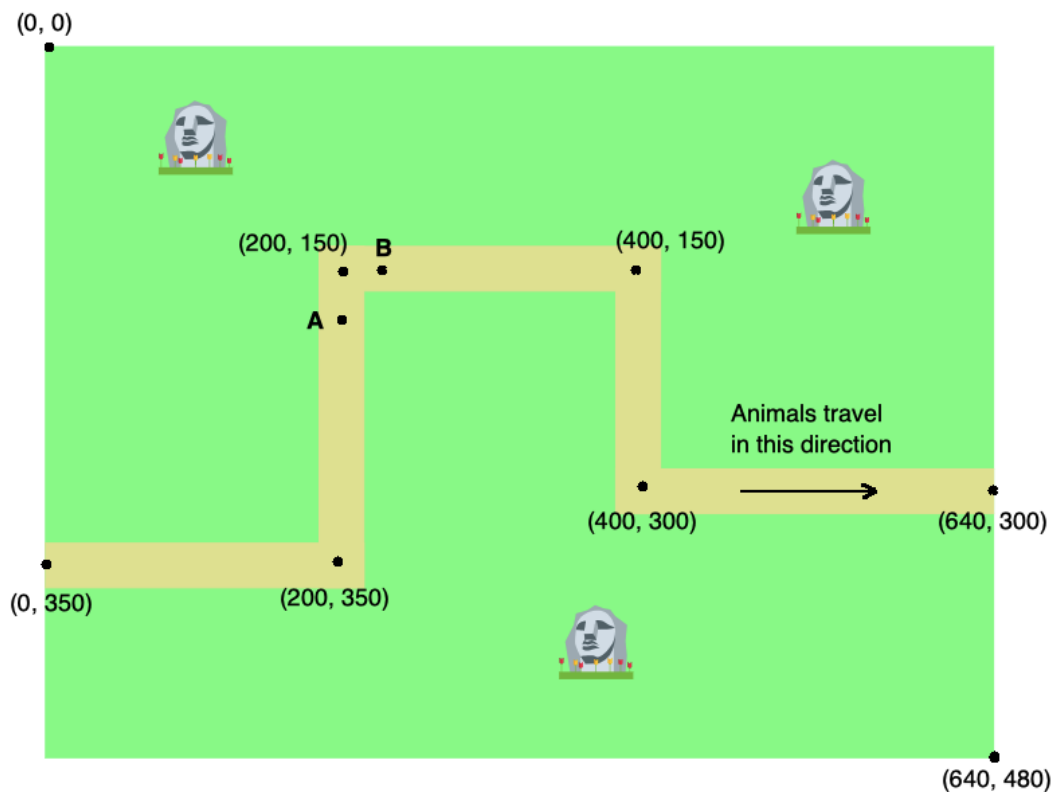 (0, 0)
(200, 150)
B
(400, 150)
A
Animals travel
in this direction
(400, 300)
(640, 300)
(0, 350)
(200, 350)
(640, 480)